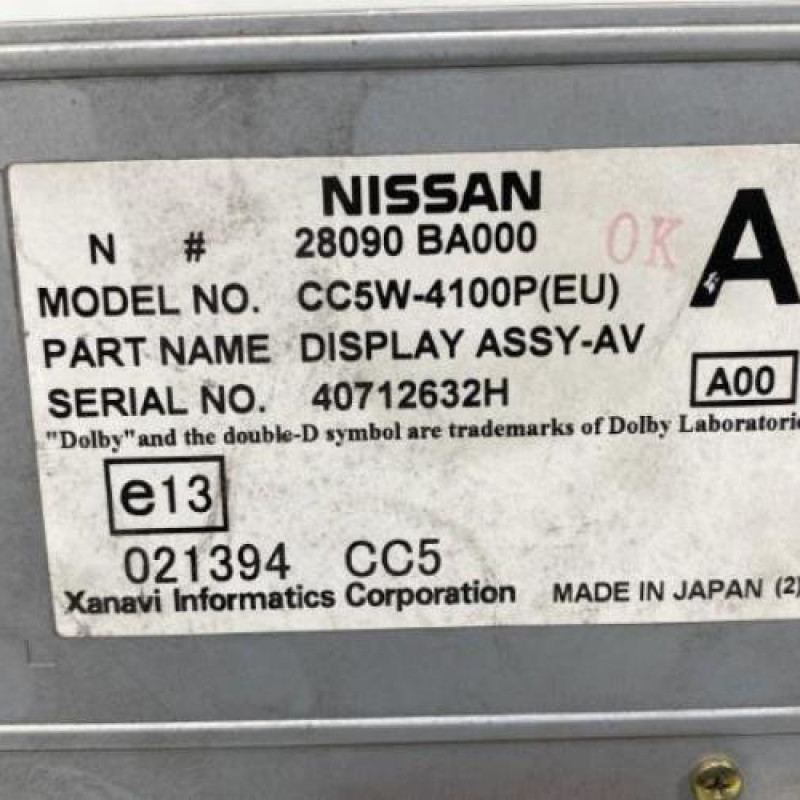 NISSAN
N # 28090 BA000 OK A
MODEL NO. CC5W-4100P(EU)
PART NAME DISPLAY ASSY-AV
SERIAL NO. 40712632H A00
"Dolby" and the double-D symbol are trademarks of Dolby Laboratorie
e13
021394 CC5
Xanavi Informatics Corporation MADE IN JAPAN (2)